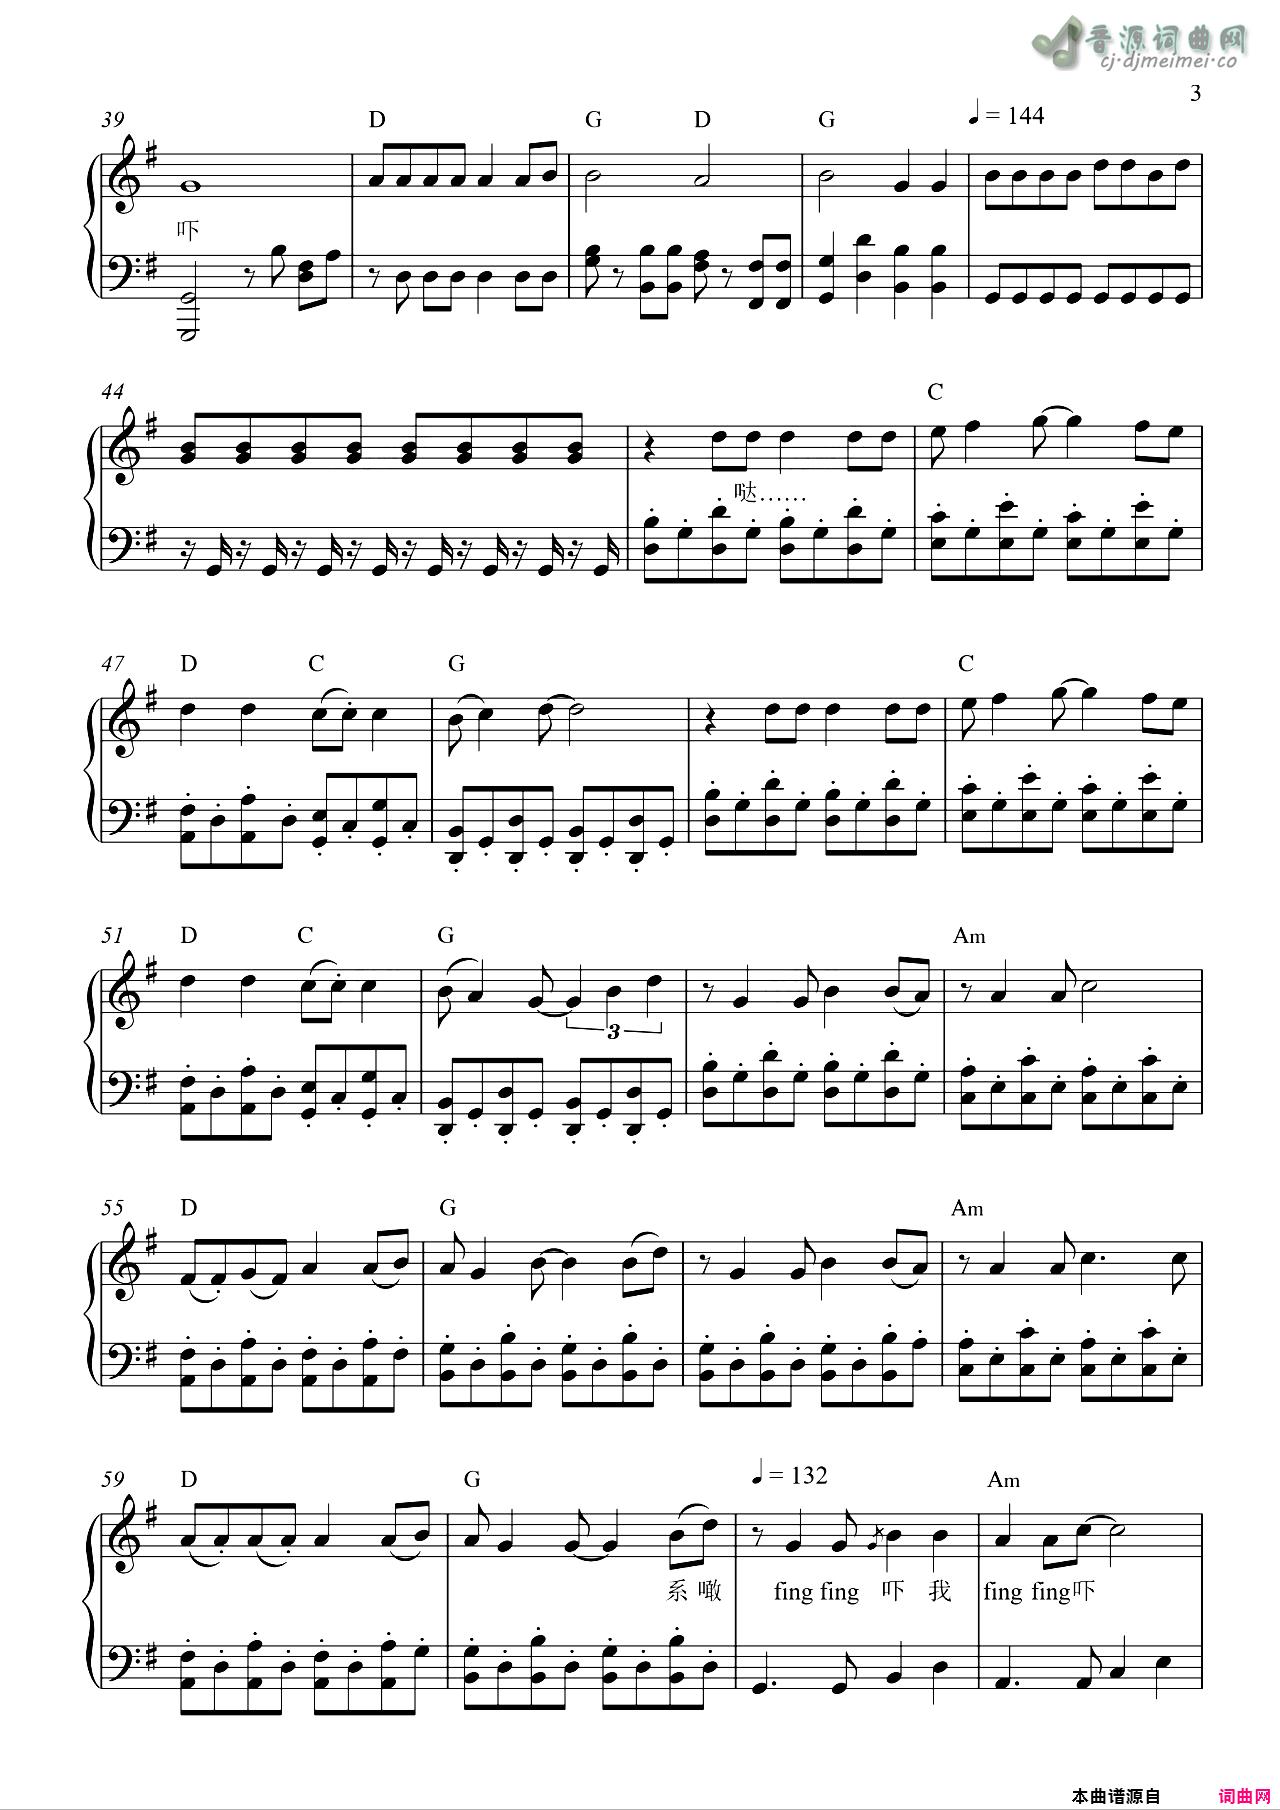 音源词曲网
cj·djmeimei·co
3
39 D G D G ♩= 144
吓
44 C
哒……
47 D C G C
51 D C G Am
3
55 D G Am
59 D G ♩= 132 Am
系 噉 fing fing 吓 我 fing fing吓
本曲谱源自 词曲网